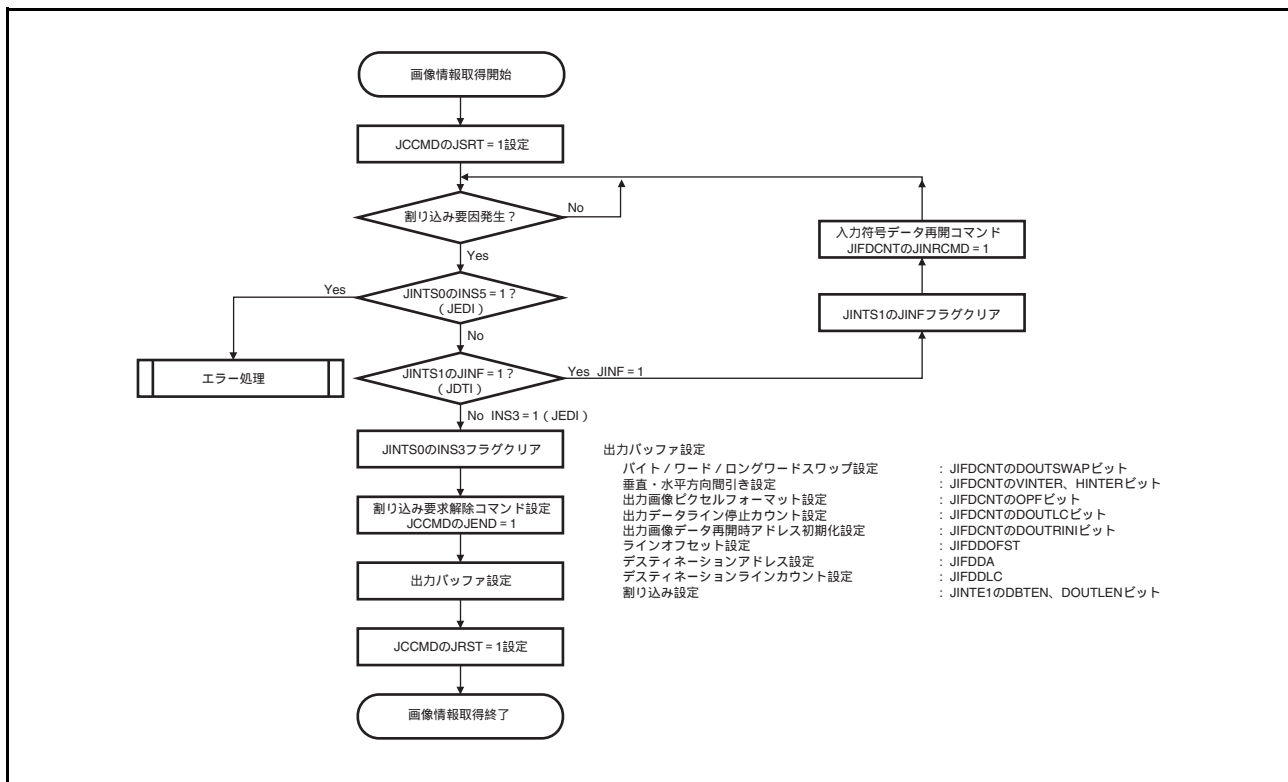 画像情報取得開始
JCCMDのJSRT = 1設定
割り込み要因発生？
No
Yes
JINTS0のINS5 = 1？
（JEDI）
Yes
No
エラー処理
JINTS1のJINF = 1？
（JDTI）
Yes JINF = 1
入力符号データ再開コマンド
JIFDCNTのJINRCMD = 1
JINTS1のJINFフラグクリア
No INS3 = 1（JEDI）
JINTS0のINS3フラグクリア
割り込み要求解除コマンド設定
JCCMDのJEND = 1
出力バッファ設定
JCCMDのJRST = 1設定
画像情報取得終了
出力バッファ設定
バイト / ワード / ロングワードスワップ設定 : JIFDCNTのDOUTSWAPビット
垂直・水平方向間引き設定 : JIFDCNTのVINTER、HINTERビット
出力画像ピクセルフォーマット設定 : JIFDCNTのOPFビット
出力データライン停止カウント設定 : JIFDCNTのDOUTLCビット
出力画像データ再開時アドレス初期化設定 : JIFDCNTのDOUTRINIビット
ラインオフセット設定 : JIFDDOFST
デスティネーションアドレス設定 : JIFDDA
デスティネーションラインカウント設定 : JIFDDLC
割り込み設定 : JINTE1のDBTEN、DOUTLENビット